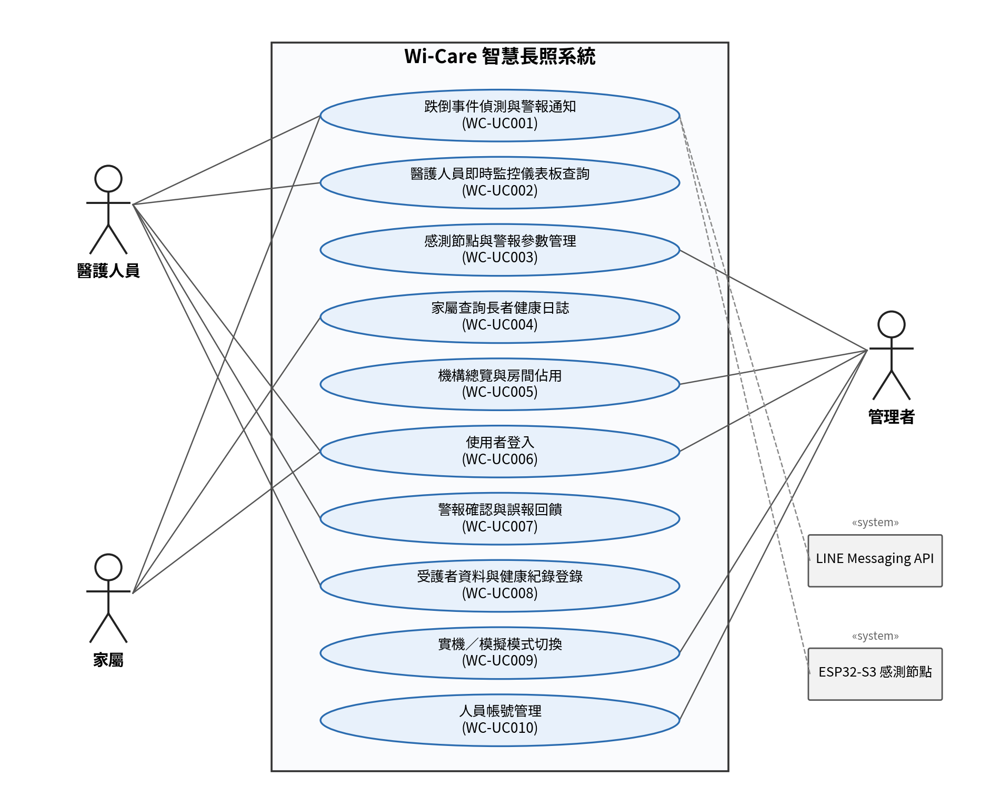 Wi-Care 智慧長照系統
跌倒事件偵測與警報通知
(WC-UC001)
醫護人員即時監控儀表板查詢
(WC-UC002)
感測節點與警報參數管理
(WC-UC003)
醫護人員
家屬查詢長者健康日誌
(WC-UC004)
機構總覽與房間佔用
(WC-UC005)
管理者
使用者登入
(WC-UC006)
警報確認與誤報回饋
(WC-UC007)
«system»
LINE Messaging API
受護者資料與健康紀錄登錄
(WC-UC008)
«system»
ESP32-S3 感測節點
實機／模擬模式切換
(WC-UC009)
家屬
人員帳號管理
(WC-UC010)